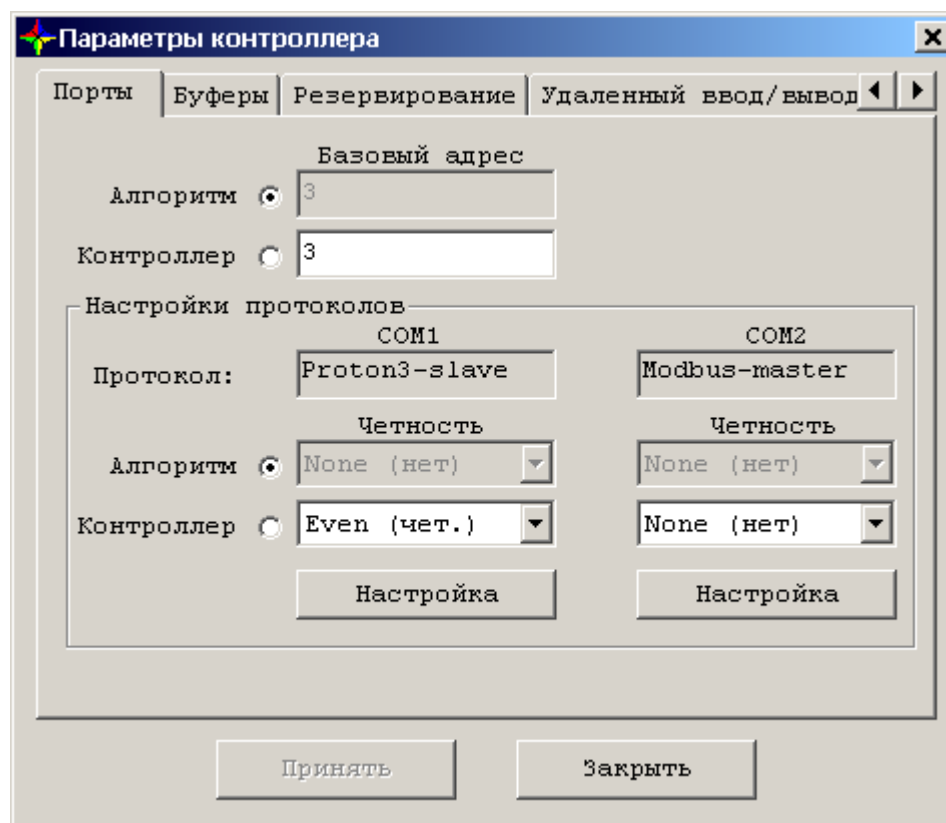 Параметры контроллера
Порты Буферы Резервирование Удаленный ввод/вывод
Базовый адрес
Алгоритм 3
Контроллер 3
Настройки протоколов
COM1 COM2
Протокол: Proton3-slave Modbus-master
Четность Четность
Алгоритм None (нет) None (нет)
Контроллер Even (чет.) None (нет)
Настройка Настройка
Принять Закрыть